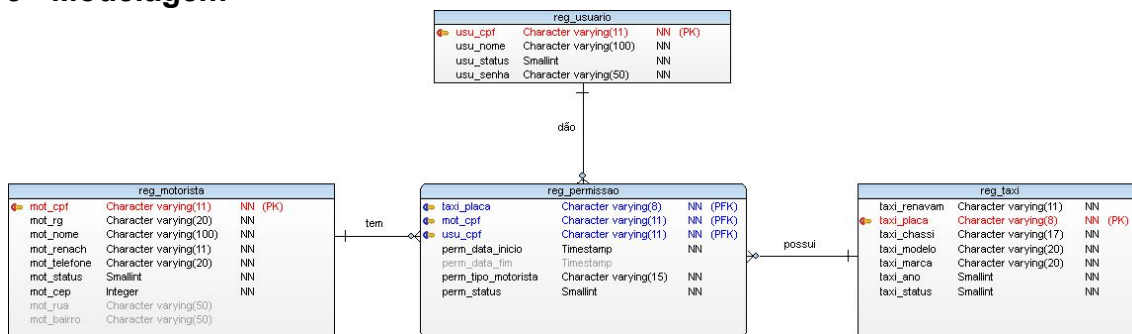 Modelagem
reg_usuario
usu_cpf Character varying(11) NN (PK)
usu_nome Character varying(100) NN
usu_status Smallint NN
usu_senha Character varying(50) NN
dão
reg_motorista
mot_cpf Character varying(11) NN (PK)
mot_rg Character varying(20) NN
mot_nome Character varying(100) NN
mot_renach Character varying(11) NN
mot_telefone Character varying(20) NN
mot_status Smallint NN
mot_cep Integer NN
mot_rua Character varying(50)
mot_bairro Character varying(50)
tem
reg_permissao
taxi_placa Character varying(8) NN (PFK)
mot_cpf Character varying(11) NN (PFK)
usu_cpf Character varying(11) NN (PFK)
perm_data_inicio Timestamp NN
perm_data_fim Timestamp
perm_tipo_motorista Character varying(15) NN
perm_status Smallint NN
possui
reg_taxi
taxi_renavam Character varying(11) NN
taxi_placa Character varying(8) NN (PK)
taxi_chassi Character varying(17) NN
taxi_modelo Character varying(20) NN
taxi_marca Character varying(20) NN
taxi_ano Smallint NN
taxi_status Smallint NN